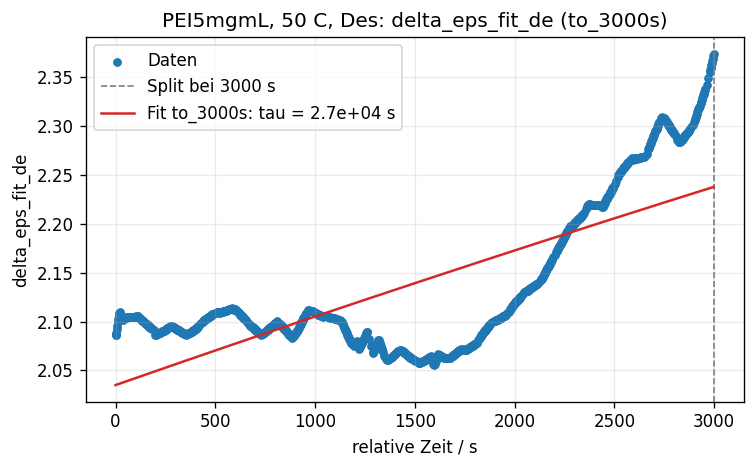 PEI5mgmL, 50 C, Des: delta_eps_fit_de (to_3000s)
Daten
Split bei 3000 s
Fit to_3000s: tau = 2.7e+04 s
delta_eps_fit_de
2.35
2.30
2.25
2.20
2.15
2.10
2.05
0 500 1000 1500 2000 2500 3000
relative Zeit / s